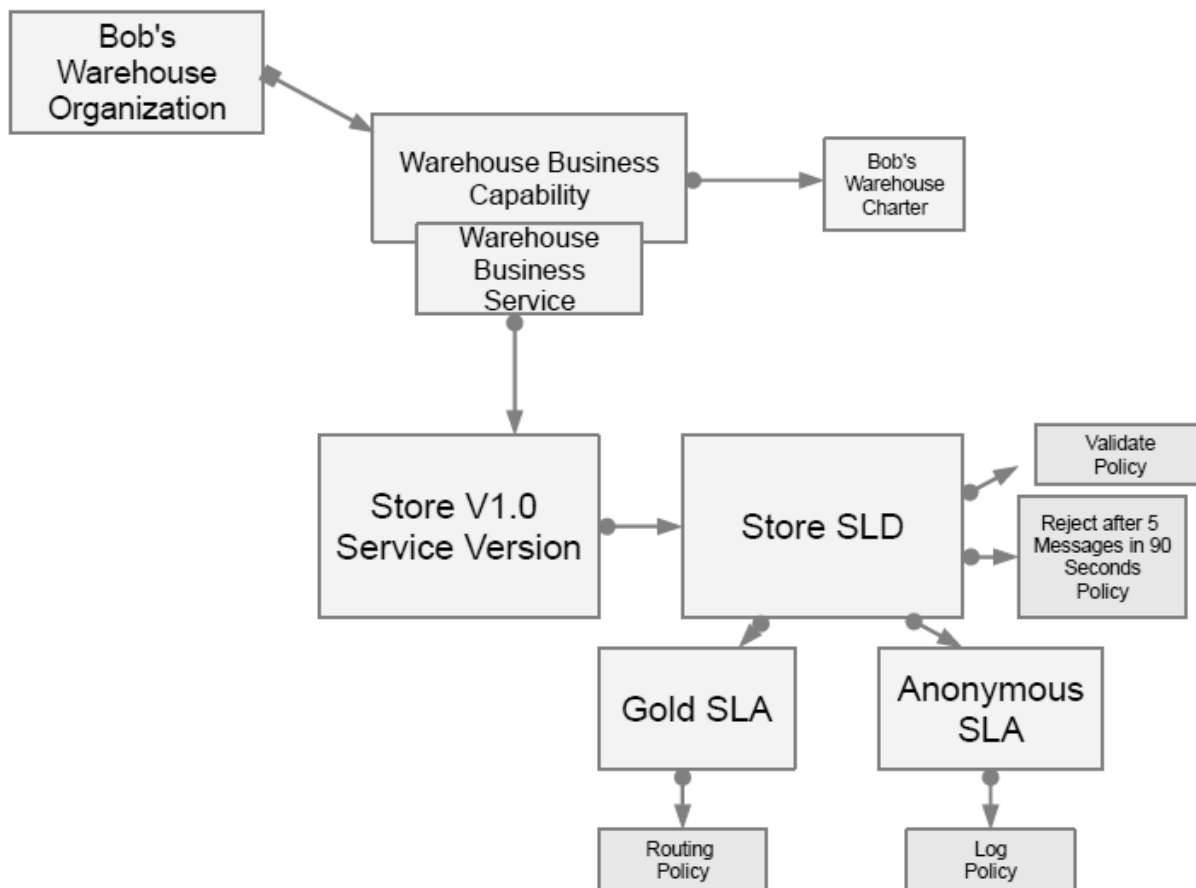 Bob's
Warehouse
Organization
Warehouse Business
Capability
Bob's
Warehouse
Charter
Warehouse
Business
Service
Store V1.0
Service Version
Store SLD
Validate
Policy
Reject after 5
Messages in 90
Seconds
Policy
Gold SLA
Anonymous
SLA
Routing
Policy
Log
Policy